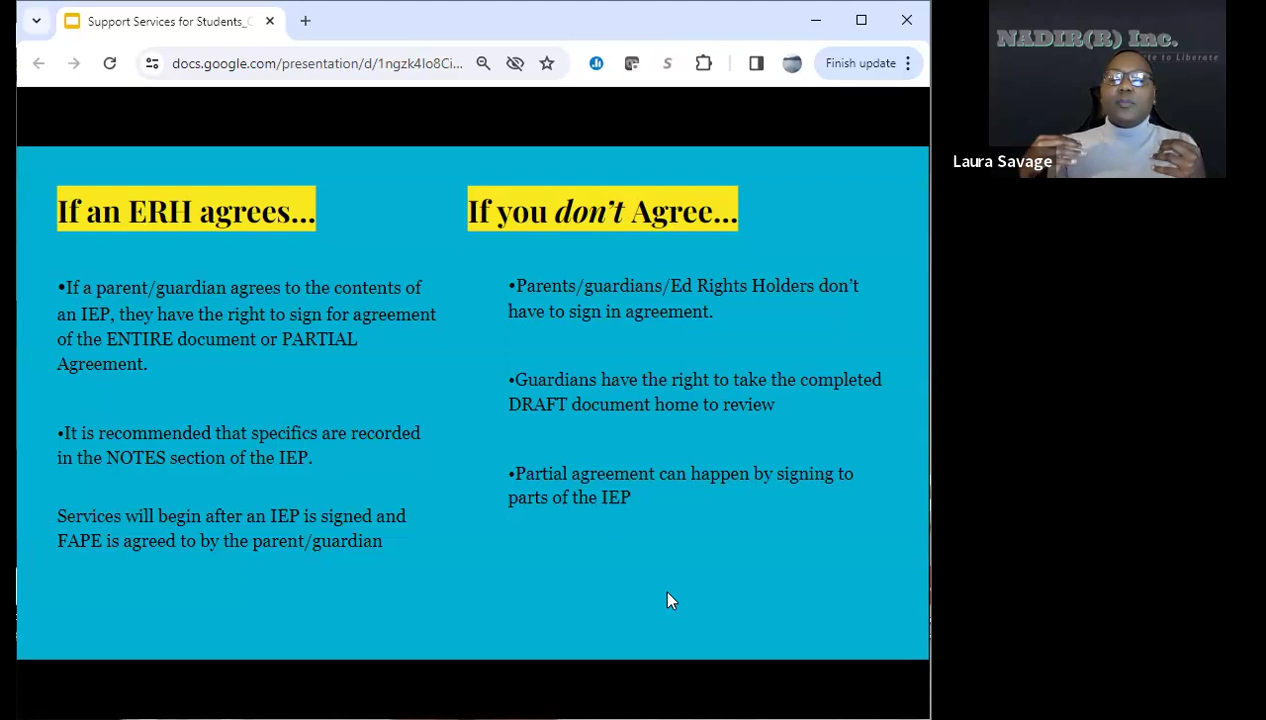 Support Services for Students_
docs.google.com/presentation/d/1ngzk4lo8Ci...
Finish update
NADIR(R) Inc.
te to Liberate
Laura Savage
If an ERH agrees...
•If a parent/guardian agrees to the contents of
an IEP, they have the right to sign for agreement
of the ENTIRE document or PARTIAL
Agreement.
•It is recommended that specifics are recorded
in the NOTES section of the IEP.
Services will begin after an IEP is signed and
FAPE is agreed to by the parent/guardian
If you don't Agree...
•Parents/guardians/Ed Rights Holders don't
have to sign in agreement.
•Guardians have the right to take the completed
DRAFT document home to review
•Partial agreement can happen by signing to
parts of the IEP